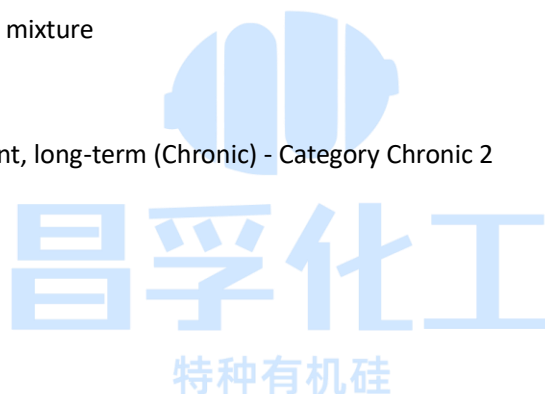 mixture
nt, long-term (Chronic) - Category Chronic 2
昌孚化工
特种有机硅